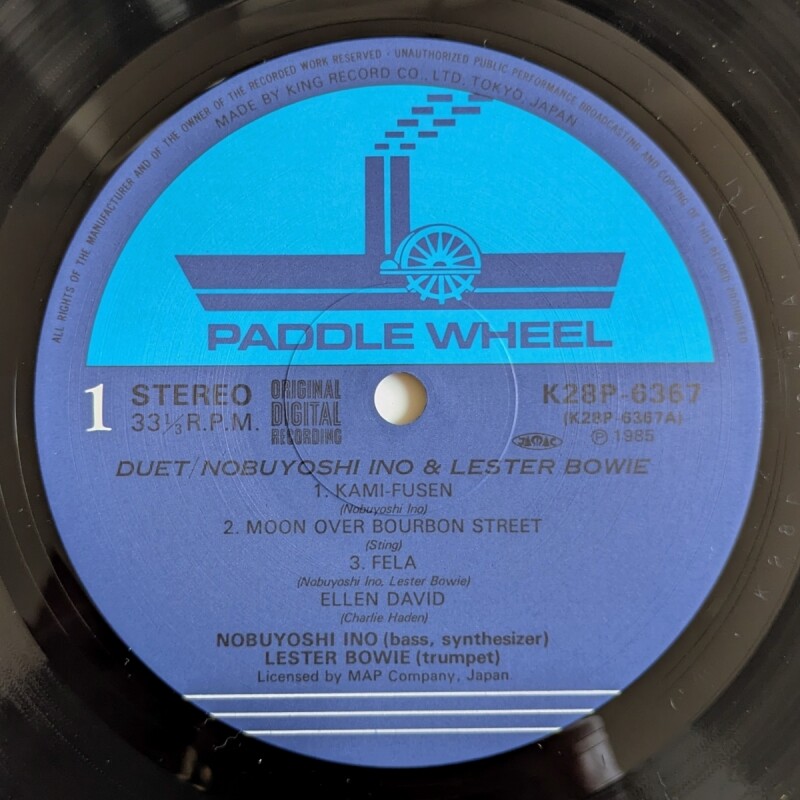 ALL RIGHTS OF THE MANUFACTURER AND OF THE OWNER OF THE RECORDED WORK RESERVED · UNAUTHORIZED PUBLIC PERFORMANCE BROADCASTING AND COPYING OF THIS RECORD PROHIBITED
MADE BY KING RECORD CO., LTD. TOKYO, JAPAN
PADDLE WHEEL
1
STEREO
33⅓ R.P.M.
ORIGINAL
DIGITAL
RECORDING
K28P-6367
(K28P-6367A)
JASRAC
Ⓟ 1985
DUET/NOBUYOSHI INO & LESTER BOWIE
1. KAMI-FUSEN
(Nobuyoshi Ino)
2. MOON OVER BOURBON STREET
(Sting)
3. FELA
(Nobuyoshi Ino, Lester Bowie)
ELLEN DAVID
(Charlie Haden)
NOBUYOSHI INO (bass, synthesizer)
LESTER BOWIE (trumpet)
Licensed by MAP Company, Japan